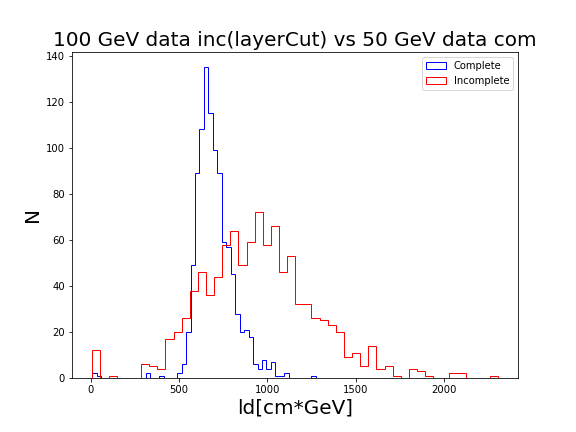 100 GeV data inc(layerCut) vs 50 GeV data com
Complete
Incomplete
N
140
120
100
80
60
40
20
0
0 500 1000 1500 2000
ld[cm*GeV]